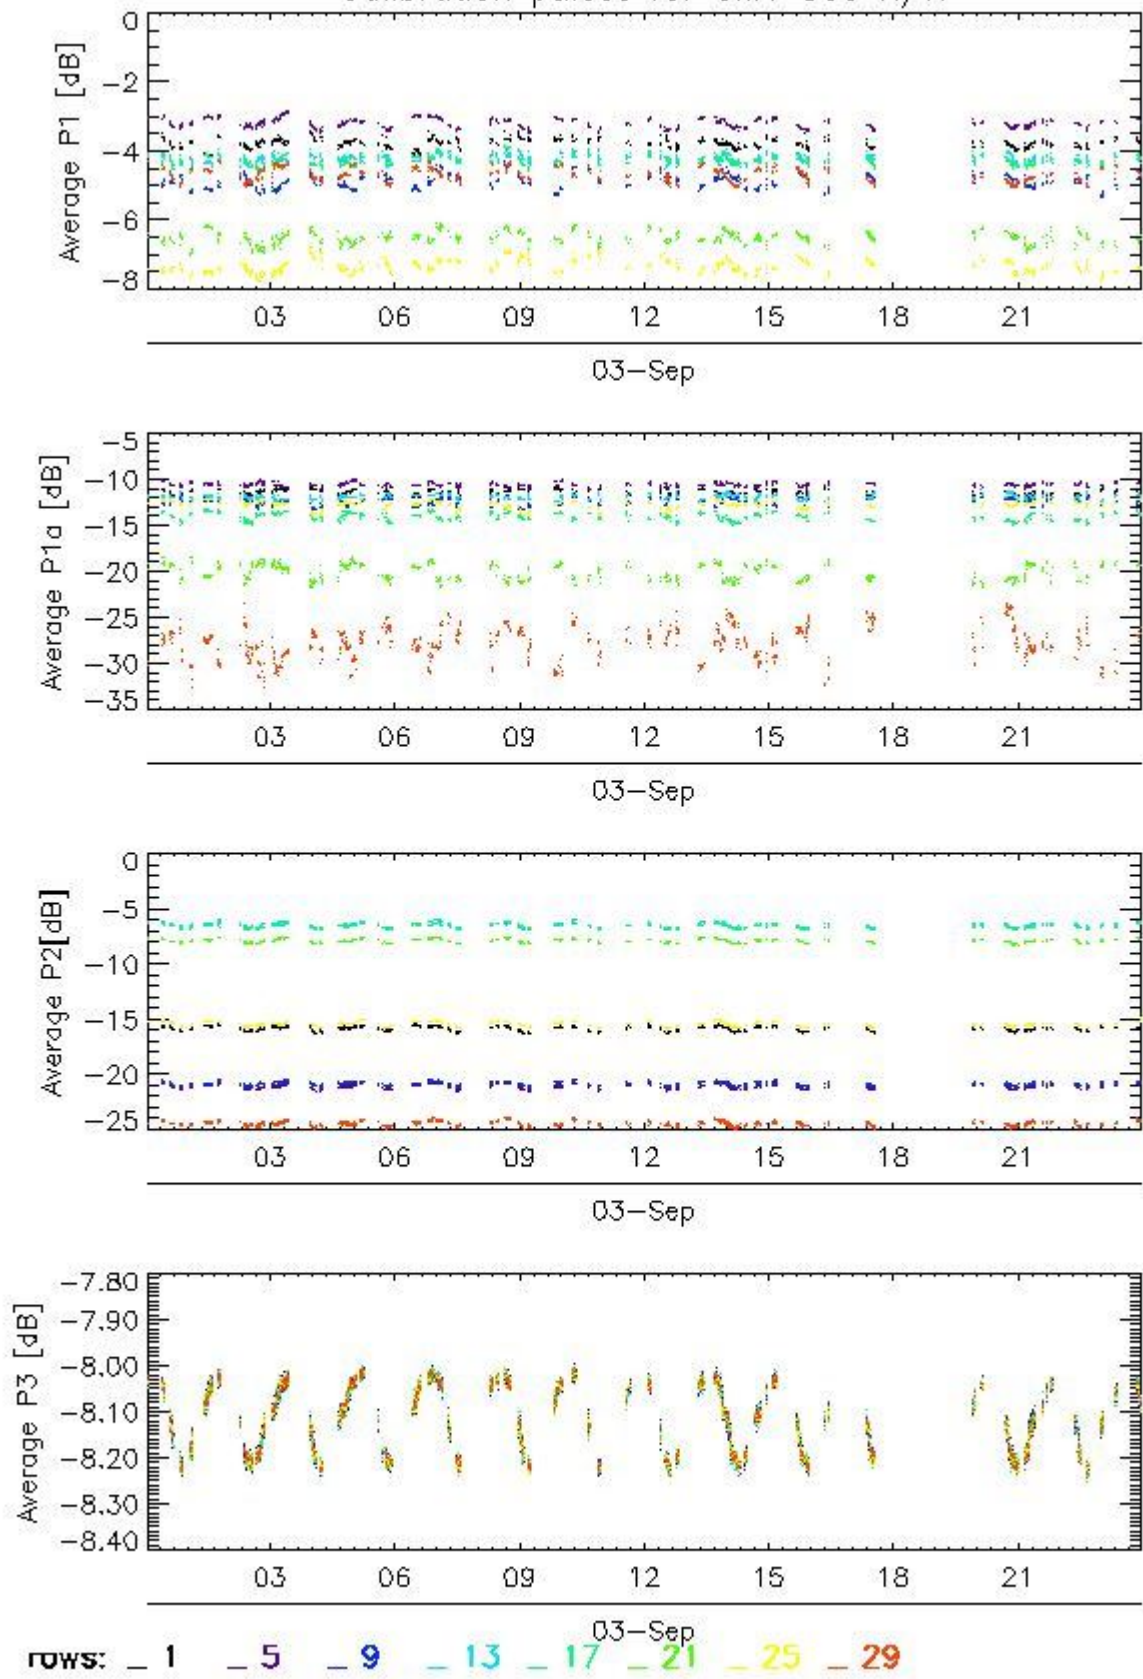 0
-2
-4
-6
-8
Average P1 [dB]
03 06 09 12 15 18 21
03-Sep
-5
-10
-15
-20
-25
-30
-35
Average P1a [dB]
03 06 09 12 15 18 21
03-Sep
0
-5
-10
-15
-20
-25
Average P2[dB]
03 06 09 12 15 18 21
03-Sep
-7.80
-7.90
-8.00
-8.10
-8.20
-8.30
-8.40
Average P3 [dB]
03 06 09 12 15 18 21
03-Sep
rows: _ 1 _ 5 _ 9 _ 13 _ 17 _ 21 _ 25 _ 29